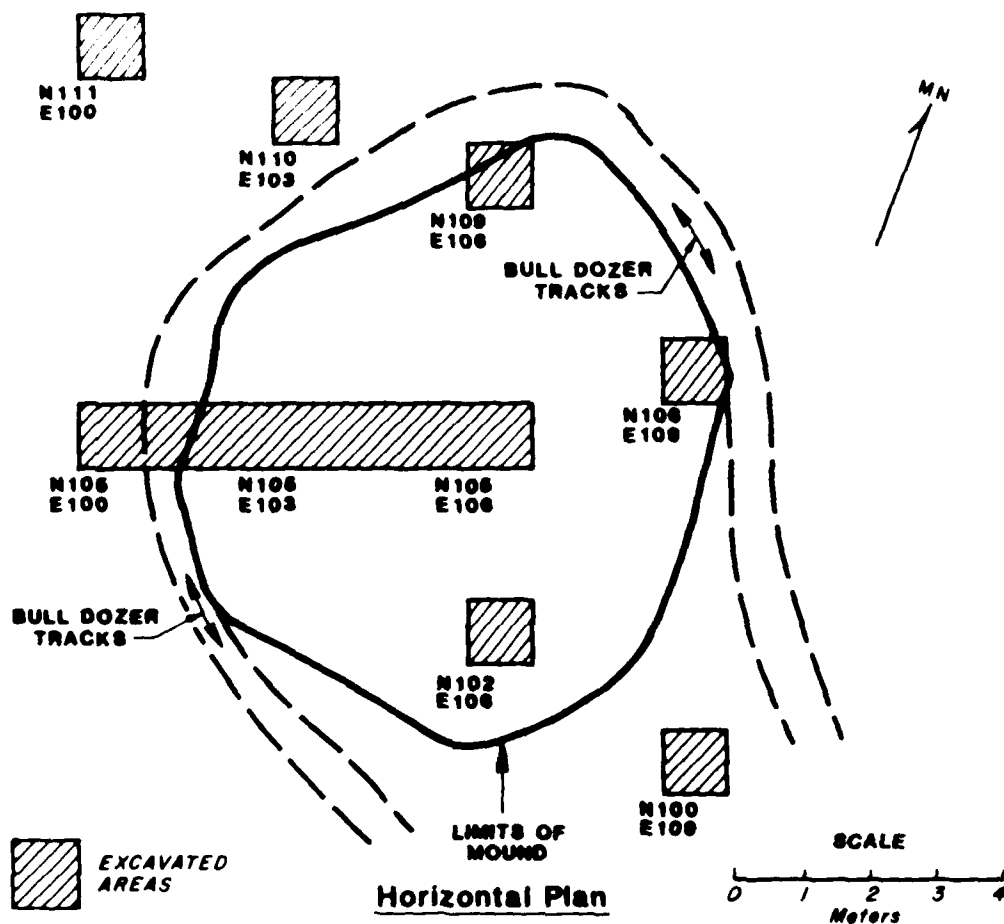 N111
E100
N110
E103
MN
N109
E106
BULL DOZER
TRACKS
N106
E109
N105
E100
N105
E103
N105
E106
BULL DOZER
TRACKS
N102
E106
N100
E109
LIMITS OF
MOUND
EXCAVATED
AREAS
Horizontal Plan
SCALE
0 1 2 3 4
Meters